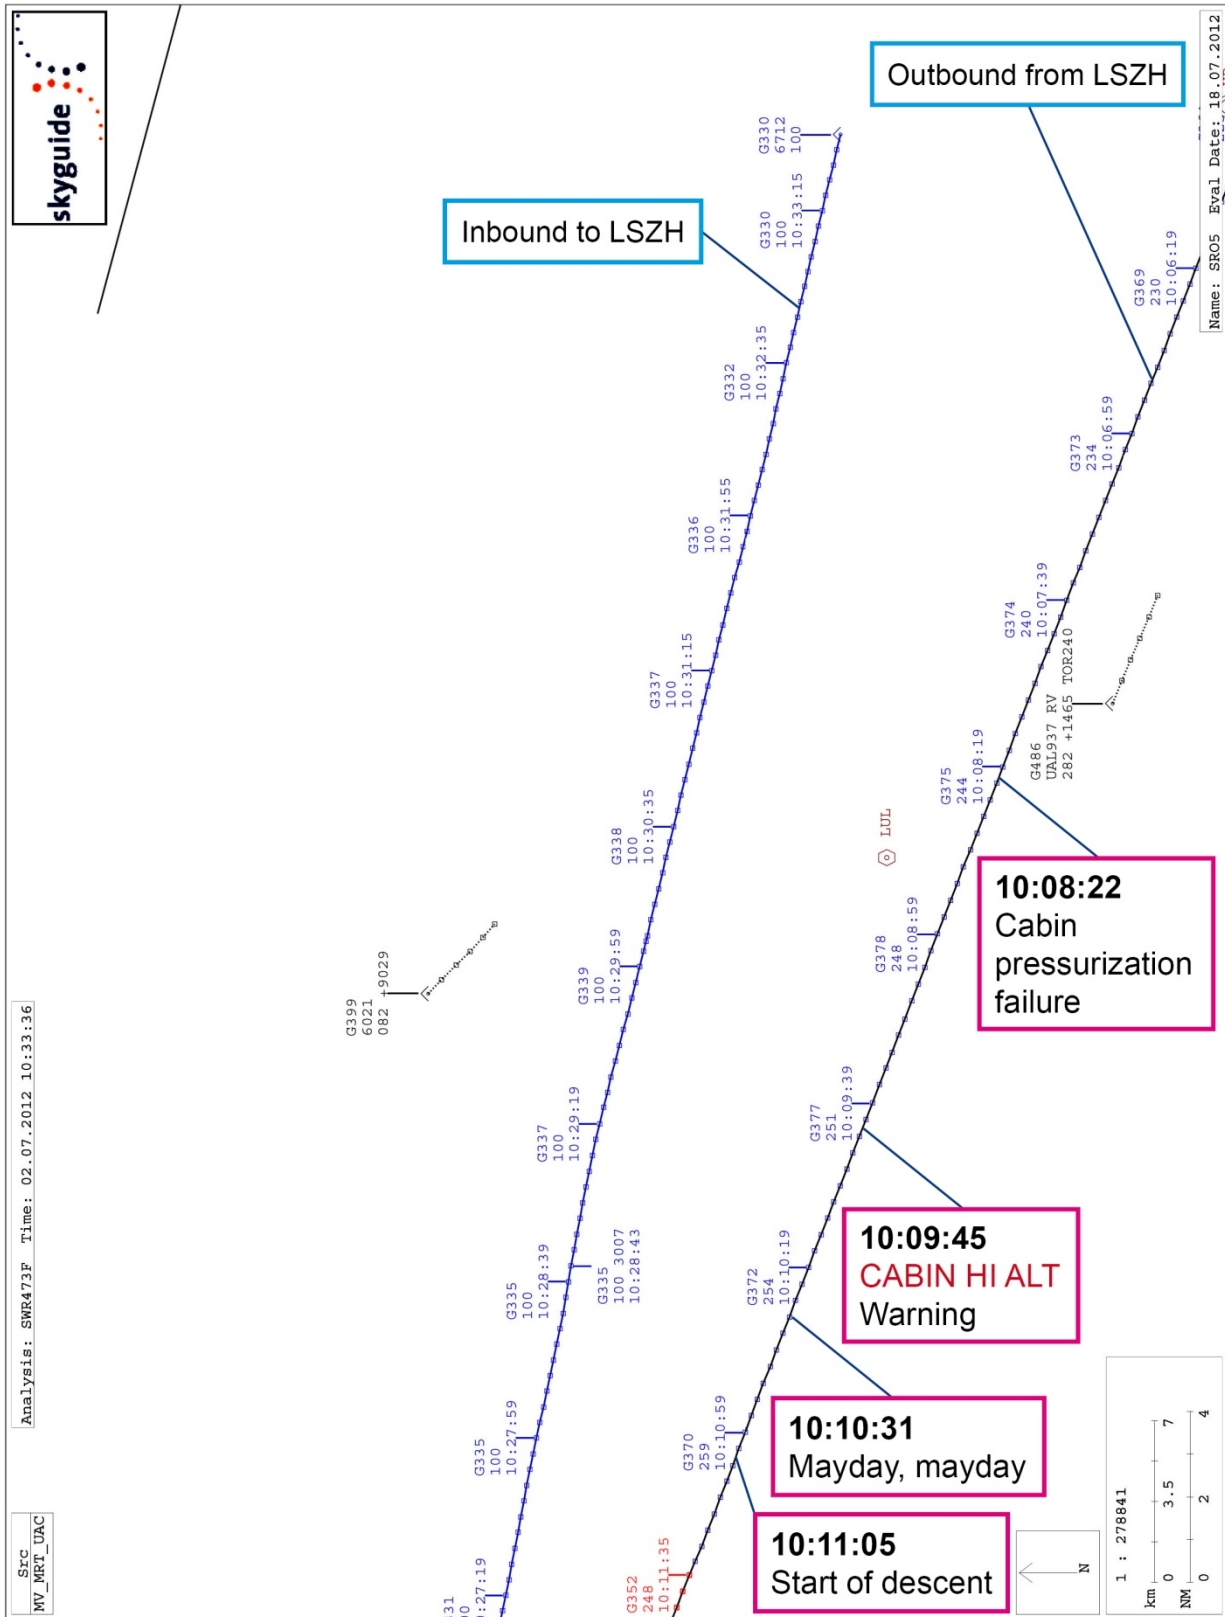 skyguide
Src
MV_MRT_UAC
Analysis: SWR473F Time: 02.07.2012 10:33:36
Name: SR05 Eval Date: 18.07.2012
Inbound to LSZH
Outbound from LSZH
G330
6712
100
G330
100
10:33:15
G332
100
10:32:35
G336
100
10:31:55
G337
100
10:31:15
G338
100
10:30:35
G339
100
10:29:59
G337
100
10:29:19
G335
100 3007
10:28:43
G335
100
10:28:39
G335
100
10:27:59
G399
6021
082 +9029
G369
230
10:06:19
G373
234
10:06:59
G374
240
10:07:39
G486
UAL937 RV
282 +1465 TOR240
G375
244
10:08:19
LUL
G378
248
10:08:59
G377
251
10:09:39
G372
254
10:10:19
G370
259
10:10:59
G352
248
10:11:35
10:08:22
Cabin
pressurization
failure
10:09:45
CABIN HI ALT
Warning
10:10:31
Mayday, mayday
10:11:05
Start of descent
N
1 : 278841
km
0 3.5 7
NM
0 2 4